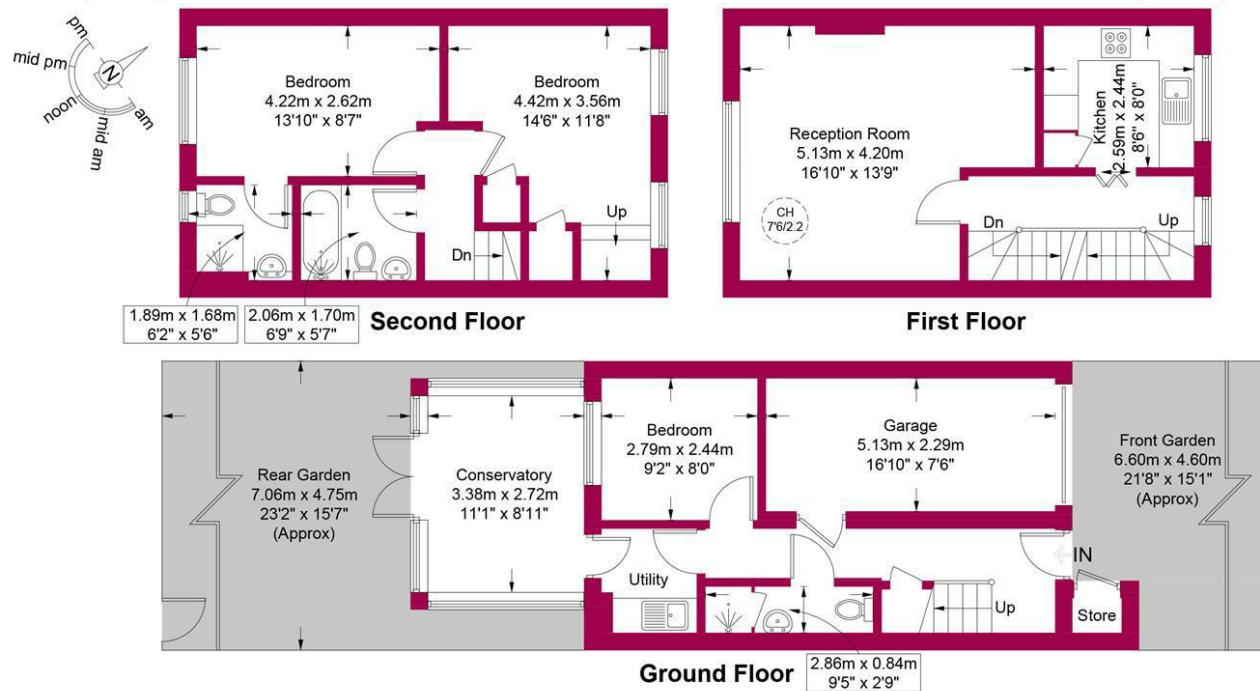 pm
mid pm
noon
mid am
am
N
Bedroom
4.22m x 2.62m
13'10" x 8'7"
Bedroom
4.42m x 3.56m
14'6" x 11'8"
Up
Dn
1.89m x 1.68m
6'2" x 5'6"
2.06m x 1.70m
6'9" x 5'7"
Second Floor
Reception Room
5.13m x 4.20m
16'10" x 13'9"
CH
7'6/2.2
Kitchen
2.59m x 2.44m
8'6" x 8'0"
Dn
Up
First Floor
Rear Garden
7.06m x 4.75m
23'2" x 15'7"
(Approx)
Conservatory
3.38m x 2.72m
11'1" x 8'11"
Bedroom
2.79m x 2.44m
9'2" x 8'0"
Garage
5.13m x 2.29m
16'10" x 7'6"
Front Garden
6.60m x 4.60m
21'8" x 15'1"
(Approx)
IN
Utility
Up
Store
2.86m x 0.84m
9'5" x 2'9"
Ground Floor